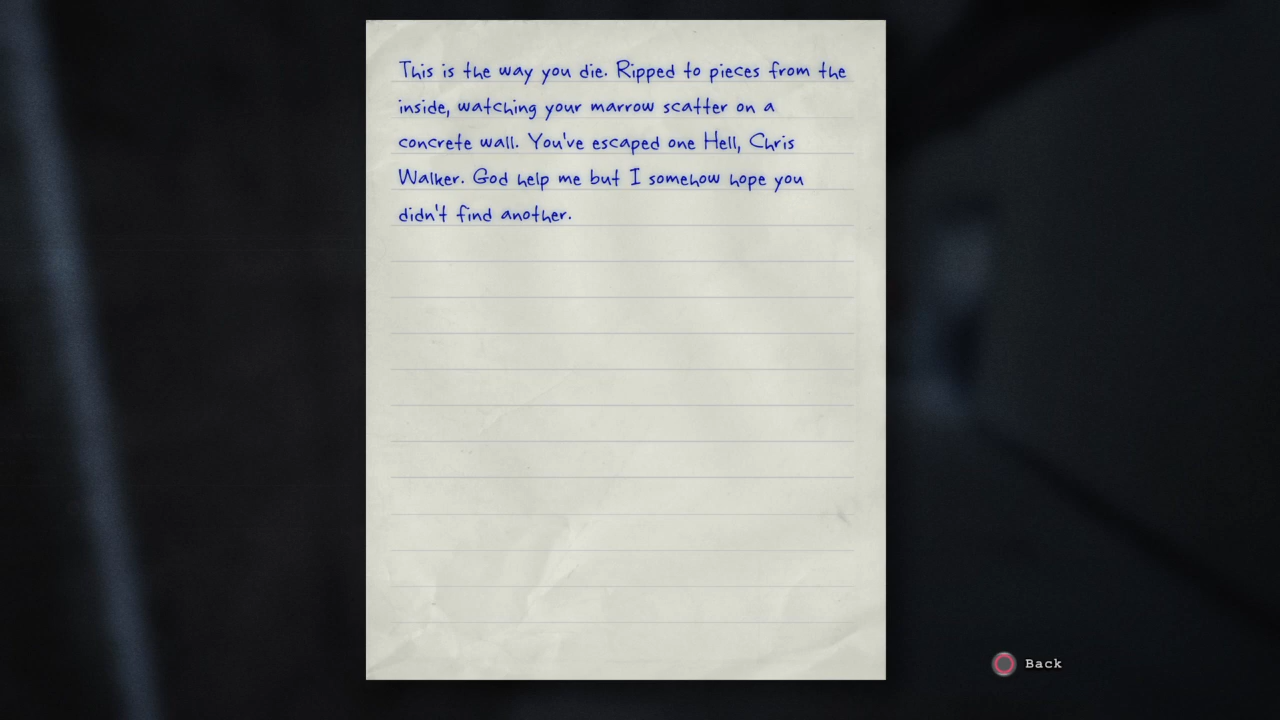 This is the way you die. Ripped to pieces from the
inside, watching your marrow scatter on a
concrete wall. You've escaped one Hell, Chris
Walker. God help me but I somehow hope you
didn't find another.
Back